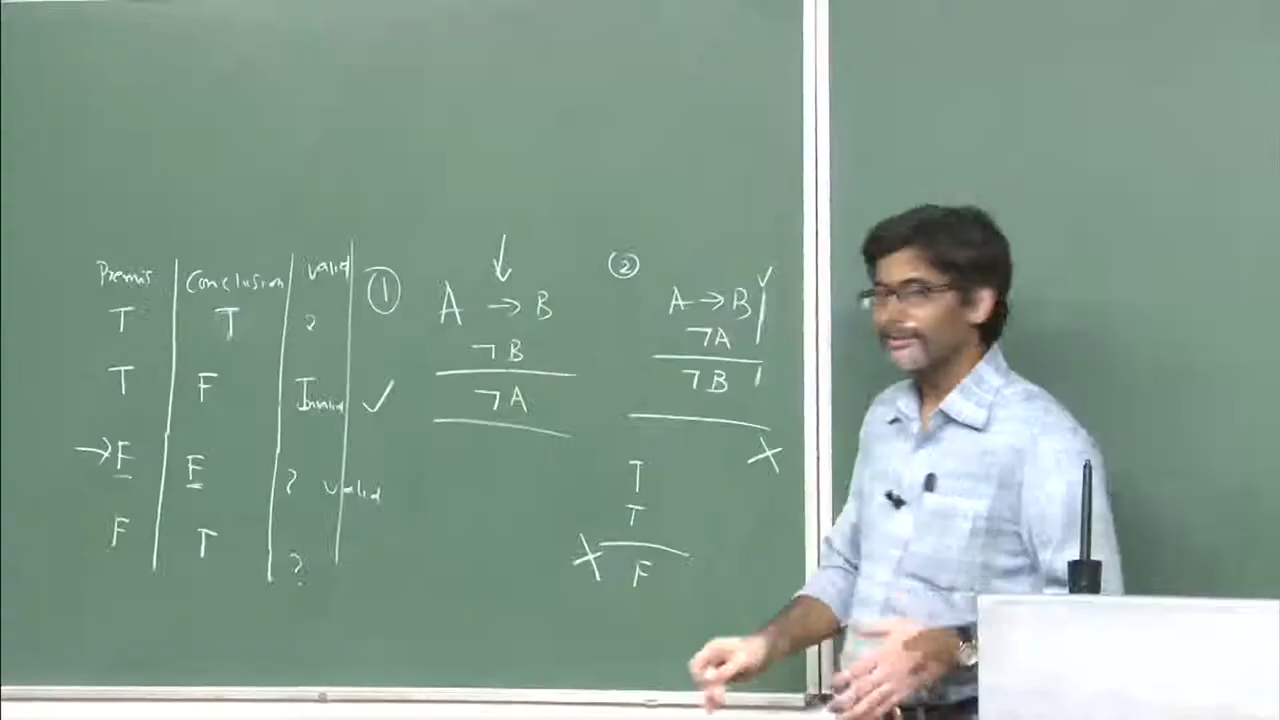 Premis Conclusion valid
T T ?
T F Invalid ✓
→ F F ? valid
F T ?
①
A → B
¬B
¬A
②
A → B
¬A
¬B
T
T
F